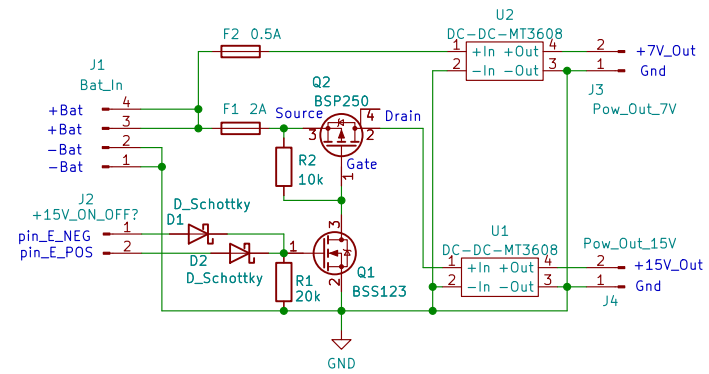 U2
DC-DC-MT3608
F2 0.5A
1 +In +Out 4
2 -In -Out 3
2 +7V_Out
1 Gnd
J3
Pow_Out_7V
J1
Bat_In
+Bat 4
+Bat 3
-Bat 2
-Bat 1
F1 2A
Q2
BSP250
Source
3
4
2
Drain
Gate
1
R2
10k
J2
+15V_ON_OFF?
pin_E_NEG 1
pin_E_POS 2
D_Schottky
D1
D2
D_Schottky
1
3
2
Q1
BSS123
R1
20k
U1
DC-DC-MT3608
1 +In +Out 4
2 -In -Out 3
Pow_Out_15V
2 +15V_Out
1 Gnd
J4
GND